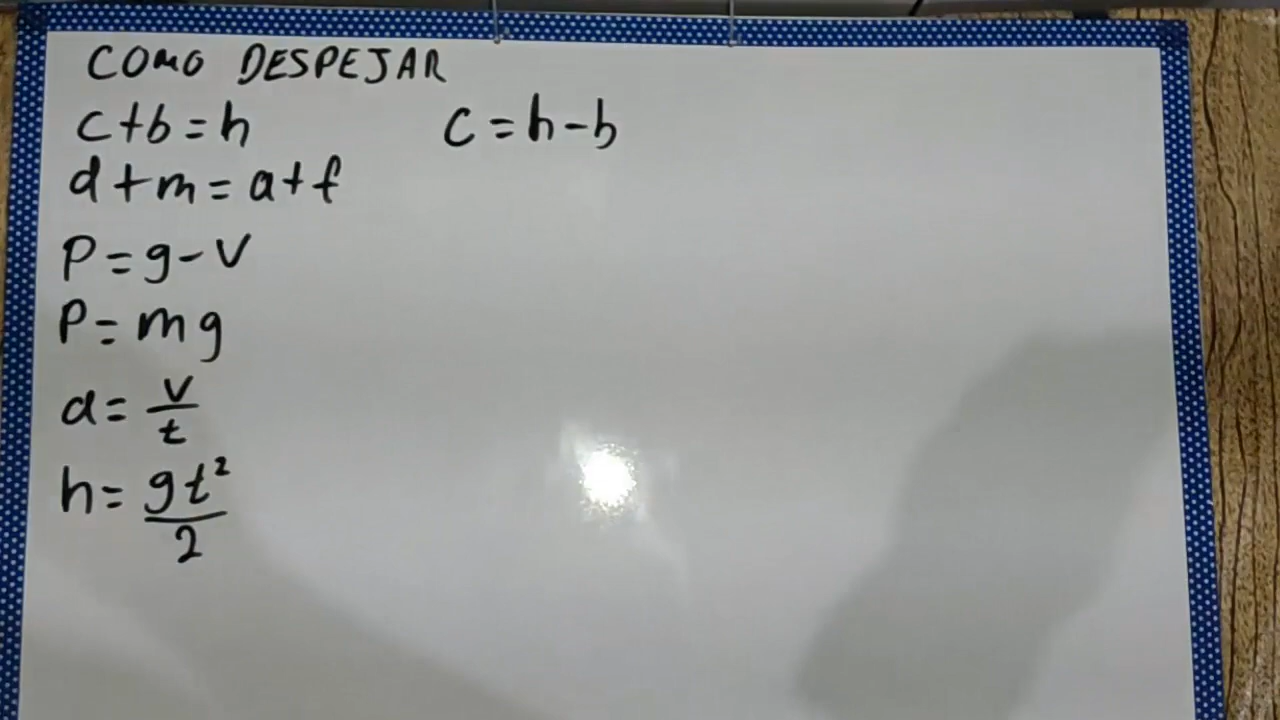 COMO DESPEJAR
c+b=h C=h-b
d+m=a+f
P=g-v
P=mg
a=v/t
h=gt²/2